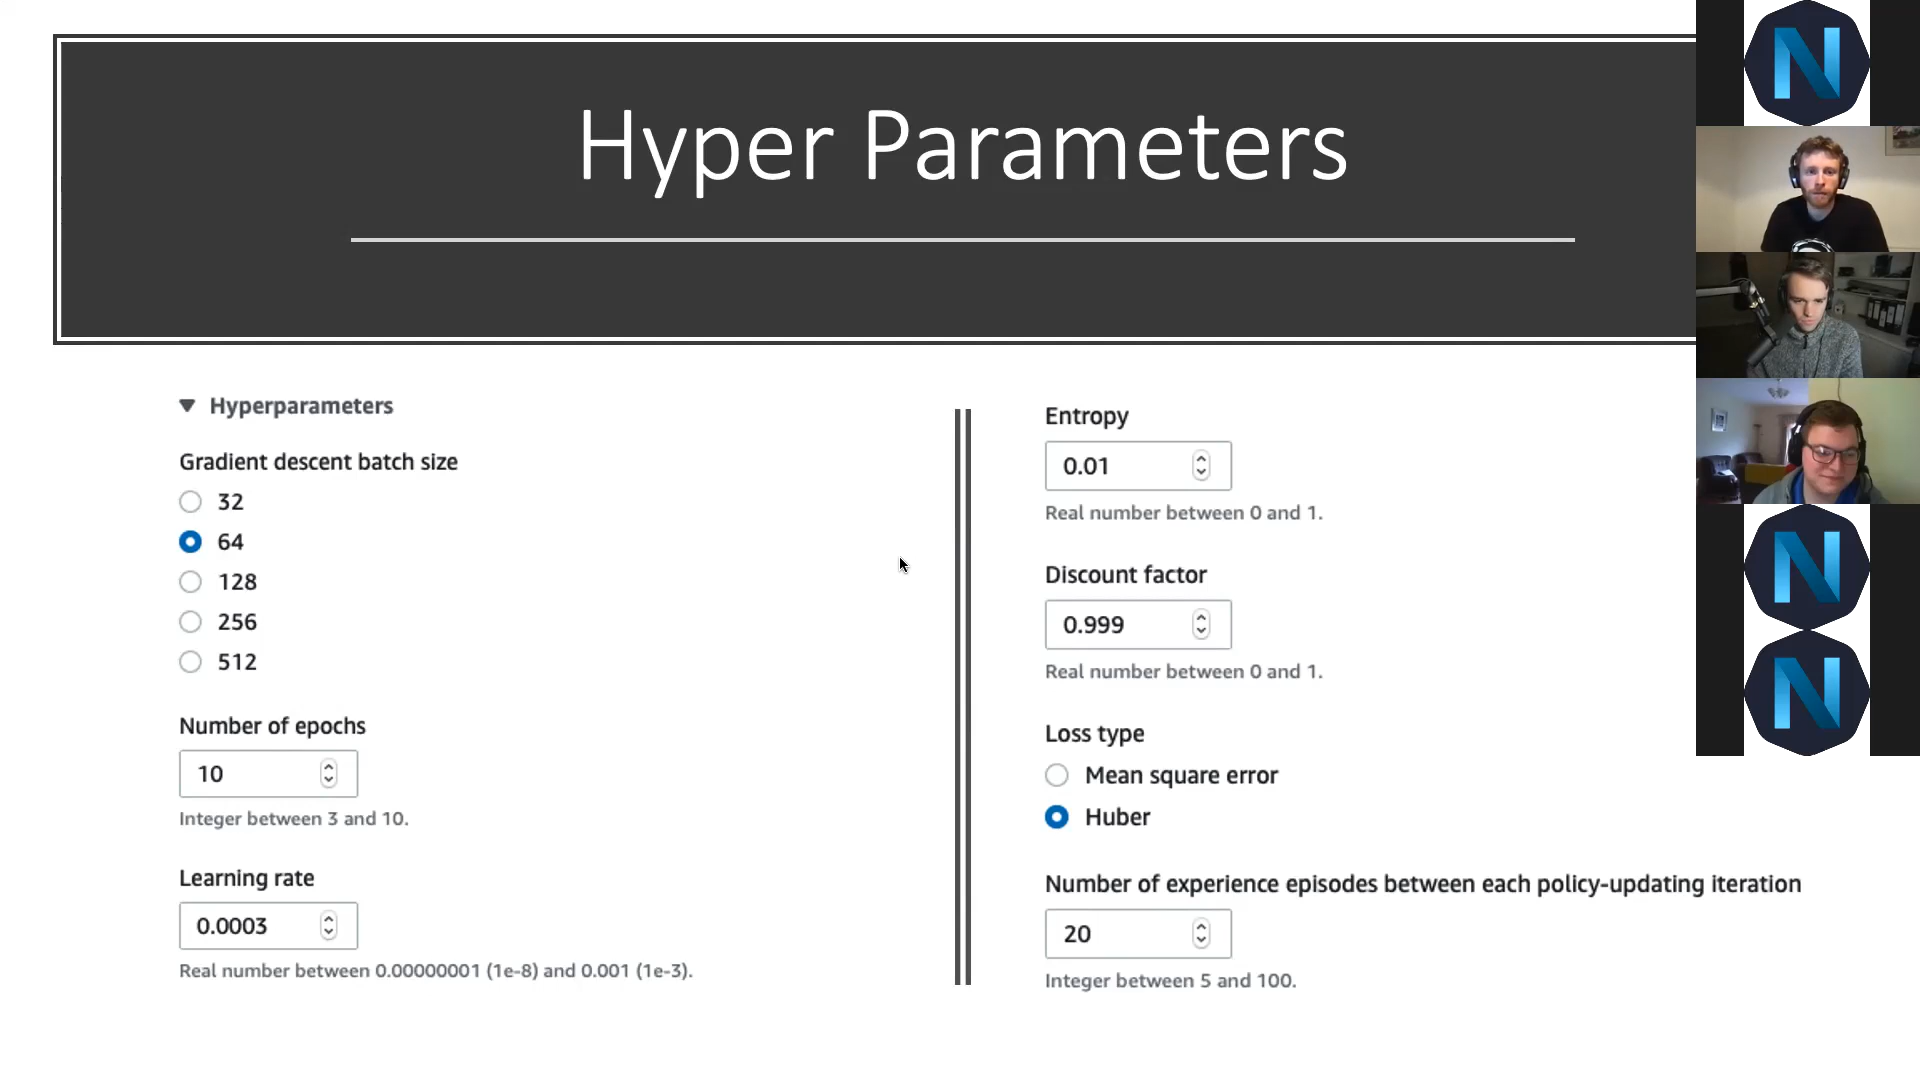 Hyper Parameters
Hyperparameters
Gradient descent batch size
32
64
128
256
512
Number of epochs
10
Integer between 3 and 10.
Learning rate
0.0003
Real number between 0.00000001 (1e-8) and 0.001 (1e-3).
Entropy
0.01
Real number between 0 and 1.
Discount factor
0.999
Real number between 0 and 1.
Loss type
Mean square error
Huber
Number of experience episodes between each policy-updating iteration
20
Integer between 5 and 100.
N
N
N